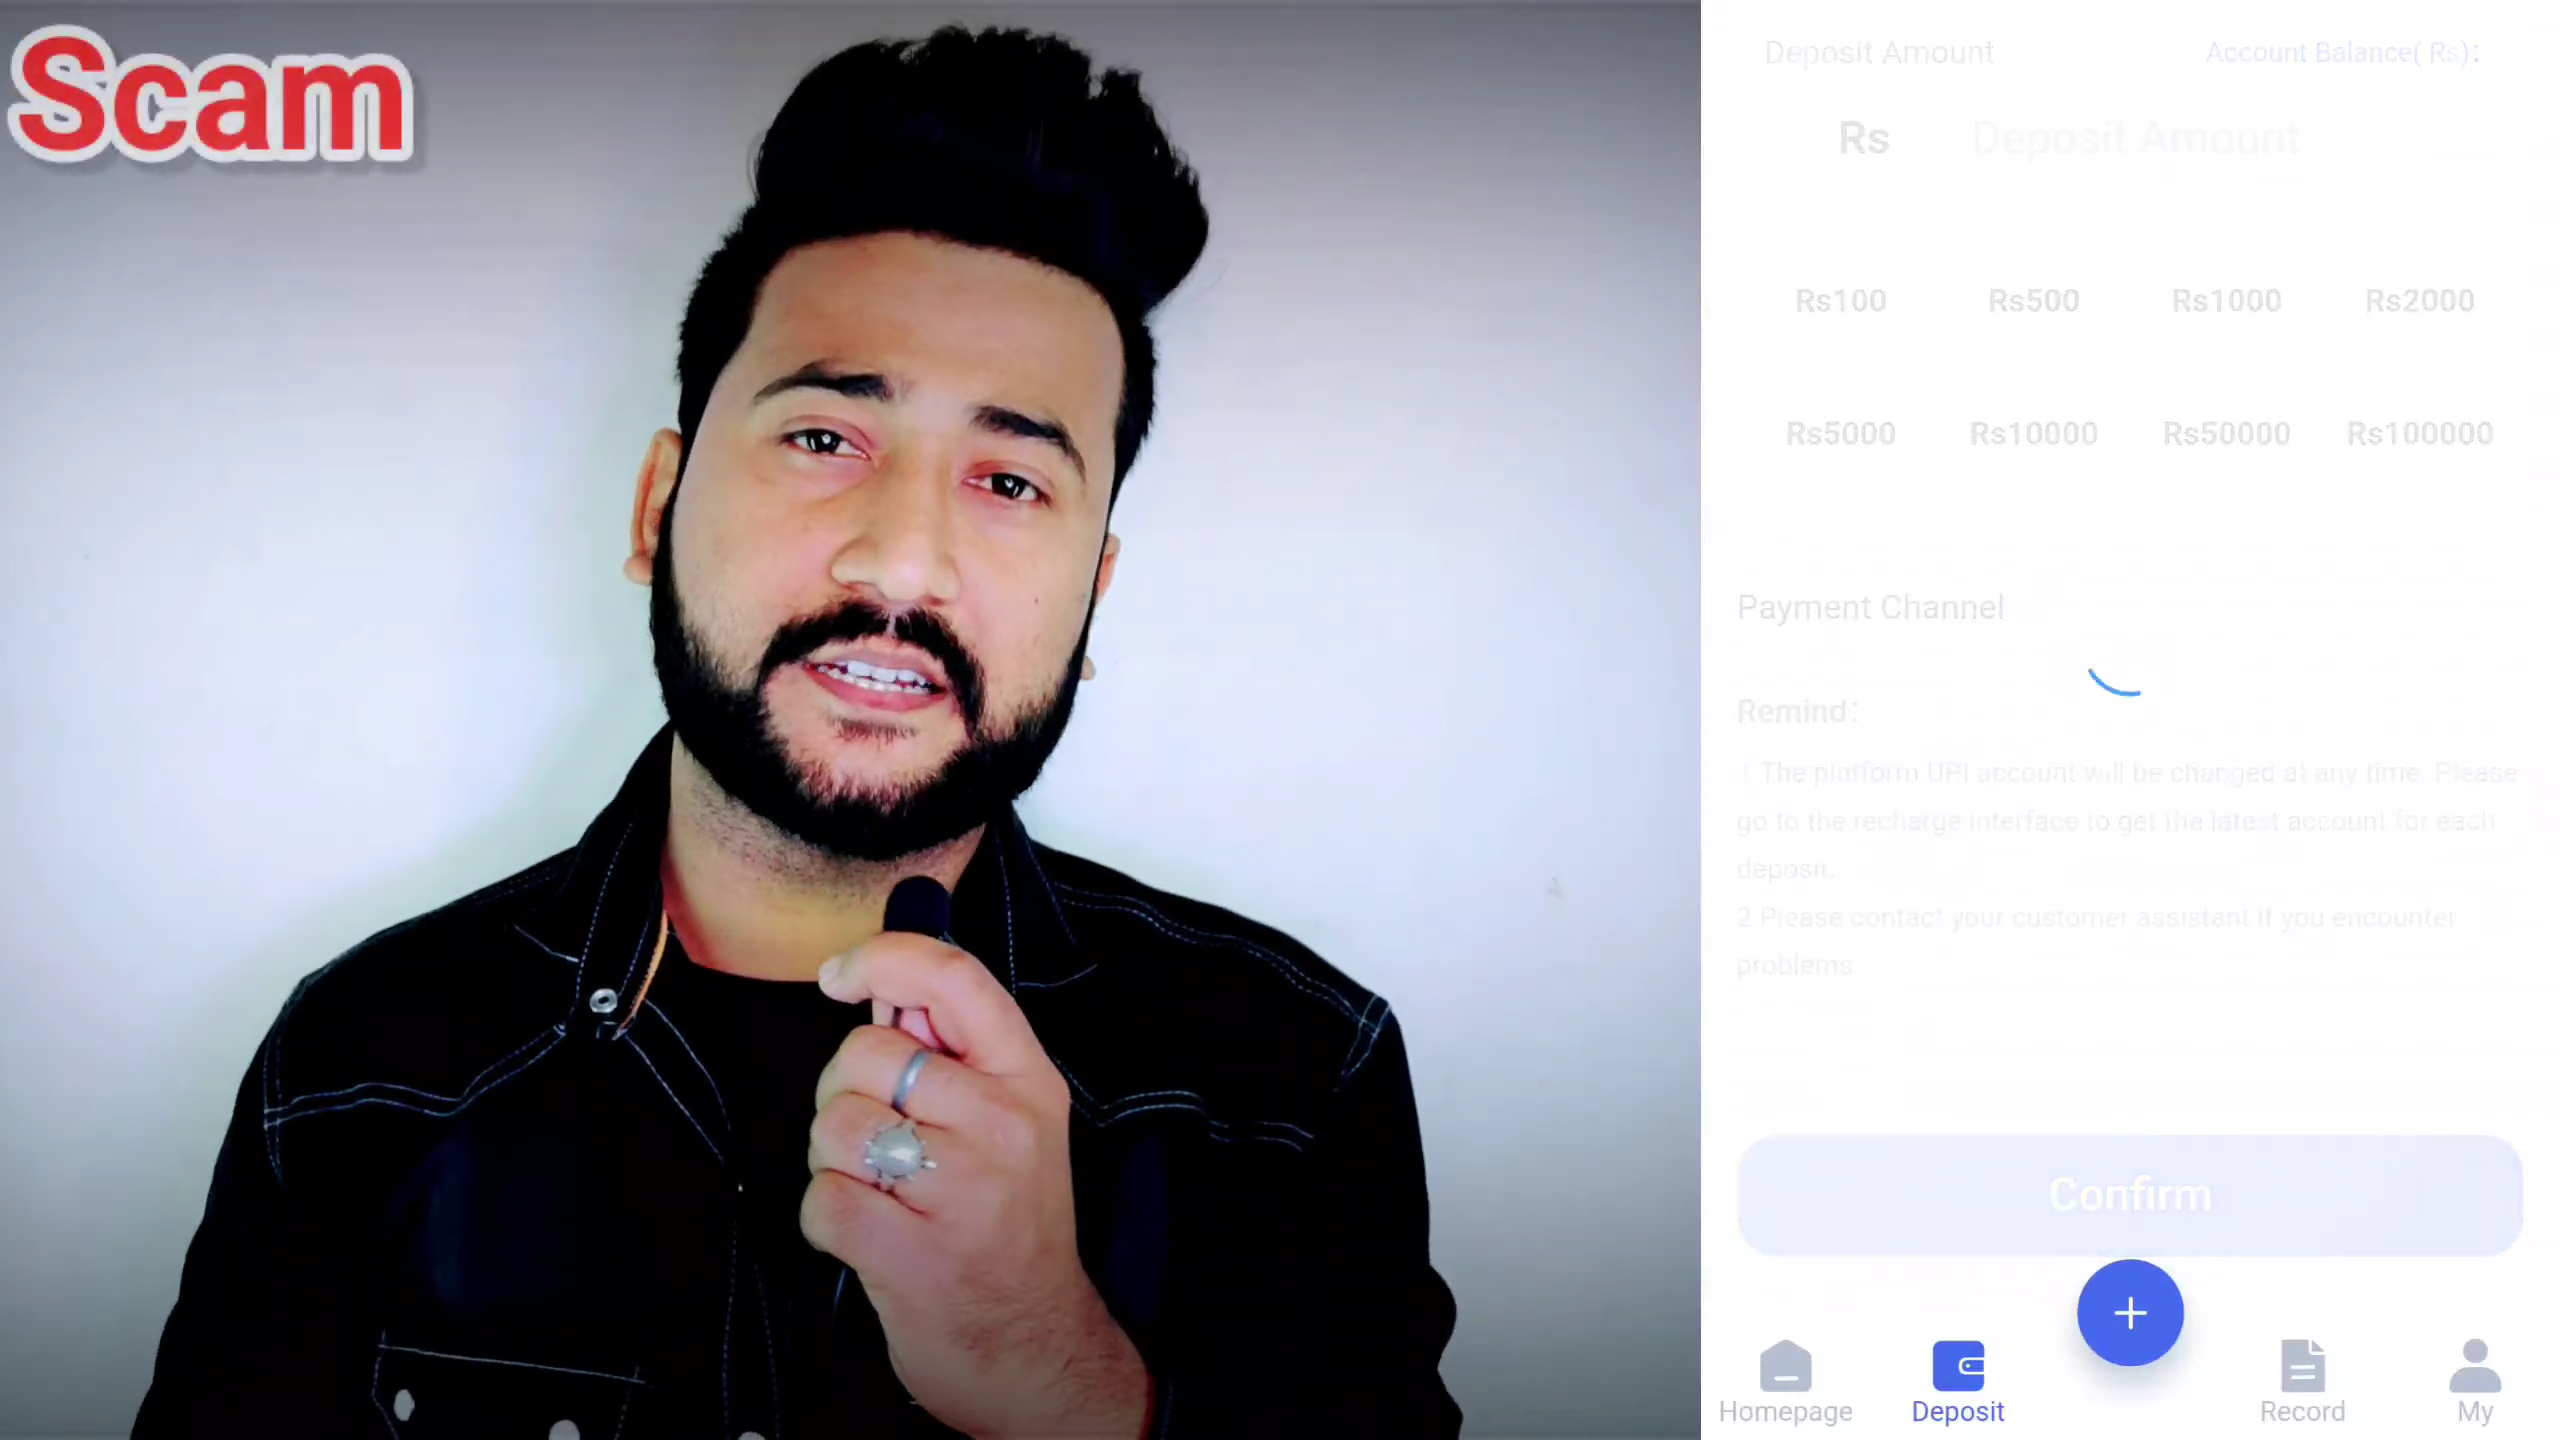 Scam
Deposit Amount
Account Balance( Rs):
Rs
Deposit Amount
Rs100
Rs500
Rs1000
Rs2000
Rs5000
Rs10000
Rs50000
Rs100000
Payment Channel
Remind:
1.The platform UPI account will be changed at any time. Please
go to the recharge interface to get the latest account for each
deposit.
2.Please contact your customer assistant if you encounter
problems
Confirm
Homepage
Deposit
Record
My